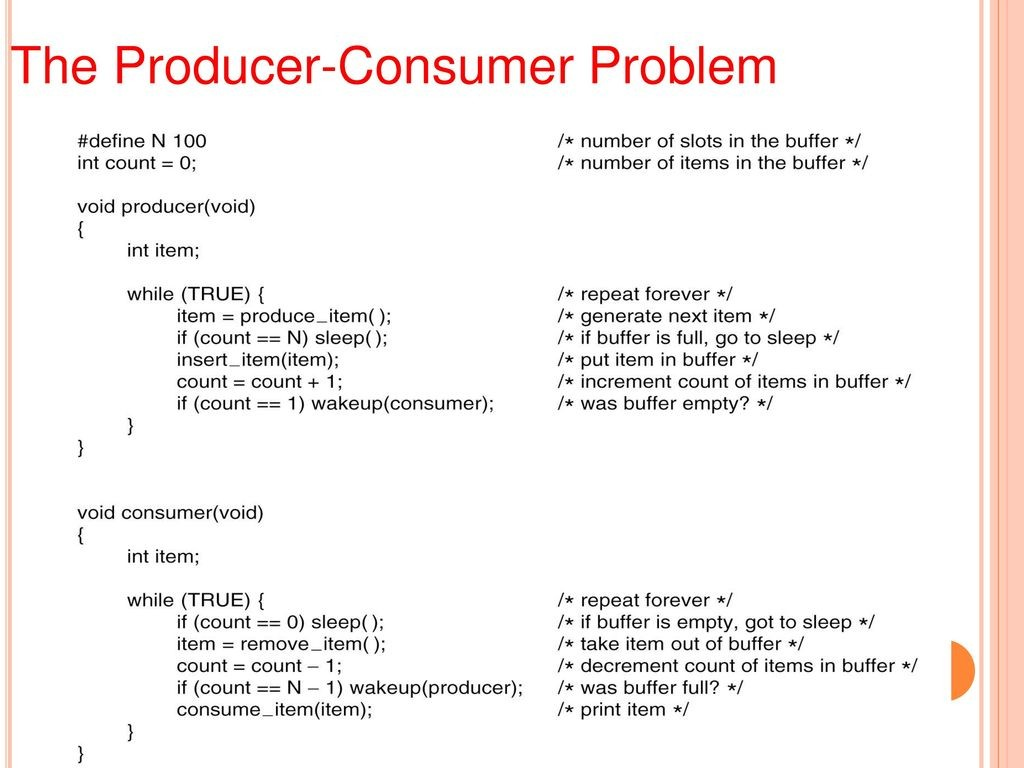 The Producer-Consumer Problem
#define N 100 /* number of slots in the buffer */
int count = 0; /* number of items in the buffer */
void producer(void)
{
int item;
while (TRUE) { /* repeat forever */
item = produce_item( ); /* generate next item */
if (count == N) sleep( ); /* if buffer is full, go to sleep */
insert_item(item); /* put item in buffer */
count = count + 1; /* increment count of items in buffer */
if (count == 1) wakeup(consumer); /* was buffer empty? */
}
}
void consumer(void)
{
int item;
while (TRUE) { /* repeat forever */
if (count == 0) sleep( ); /* if buffer is empty, got to sleep */
item = remove_item( ); /* take item out of buffer */
count = count – 1; /* decrement count of items in buffer */
if (count == N – 1) wakeup(producer); /* was buffer full? */
consume_item(item); /* print item */
}
}